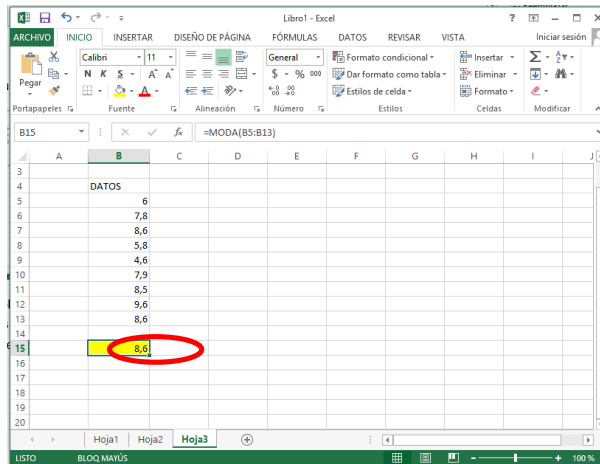 Libro1 - Excel
ARCHIVO INICIO INSERTAR DISEÑO DE PÁGINA FÓRMULAS DATOS REVISAR VISTA Iniciar sesión
Pegar
Calibri 11
N K S A A
A
General
$ % 000
Formato condicional
Dar formato como tabla
Estilos de celda
Insertar
Eliminar
Formato
Portapapeles Fuente Alineación Número Estilos Celdas Modificar
B15 fx =MODA(B5:B13)
A B C D E F G H I J
3
4 DATOS
5 6
6 7,8
7 8,6
8 5,8
9 4,6
10 7,9
11 8,5
12 9,6
13 8,6
14
15 8,6
16
17
18
19
20
Hoja1 Hoja2 Hoja3
LISTO BLOQ MAYÚS 100 %